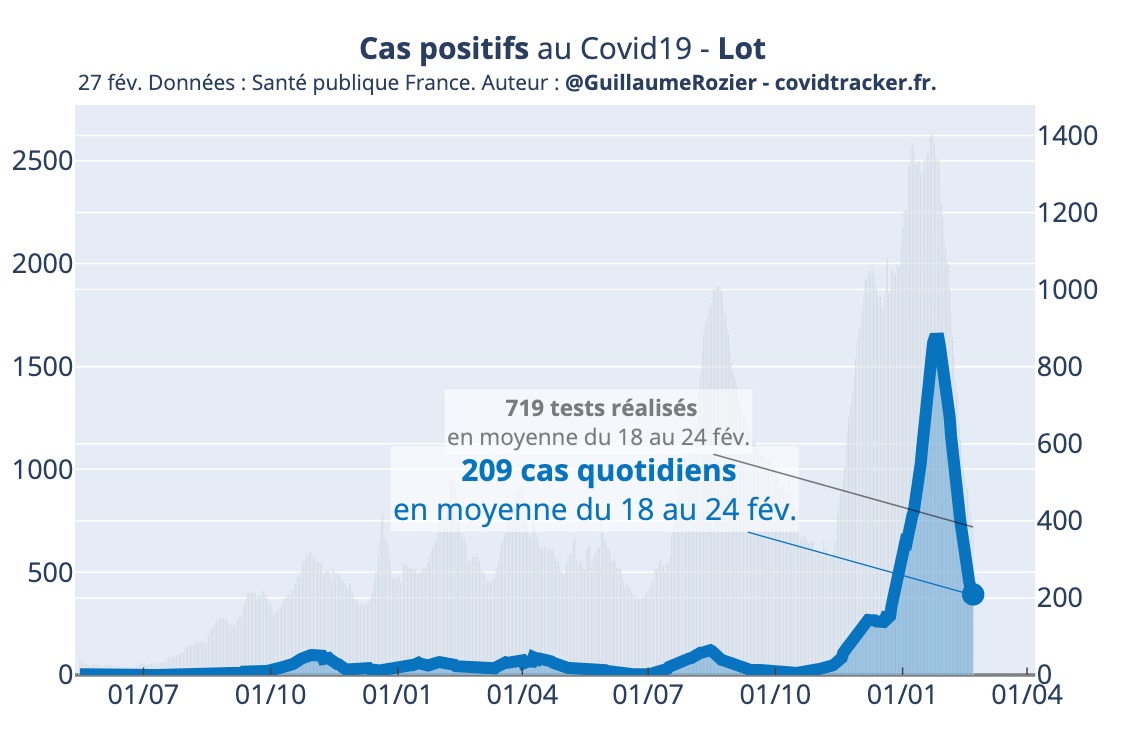 Cas positifs au Covid19 - Lot
27 fév. Données : Santé publique France. Auteur : @GuillaumeRozier - covidtracker.fr.
1400
2500
1200
2000
1000
1500
800
719 tests réalisés
en moyenne du 18 au 24 fév.
600
1000
209 cas quotidiens
en moyenne du 18 au 24 fév.
400
500
200
0
0
01/07 01/10 01/01 01/04 01/07 01/10 01/01 01/04